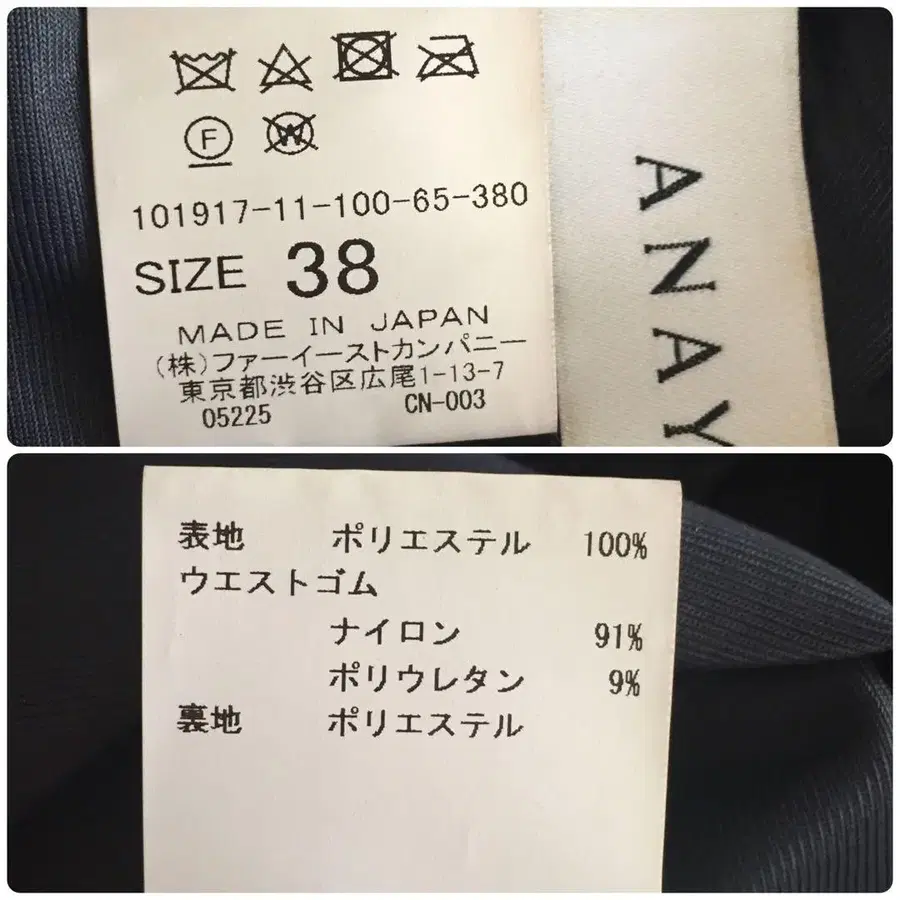 F
W
101917-11-100-65-380
SIZE 38
MADE IN JAPAN
(株)ファーイーストカンパニー
東京都渋谷区広尾1-13-7
05225 CN-003
ANAY
表地 ポリエステル 100%
ウエストゴム
ナイロン 91%
ポリウレタン 9%
裏地 ポリエステル